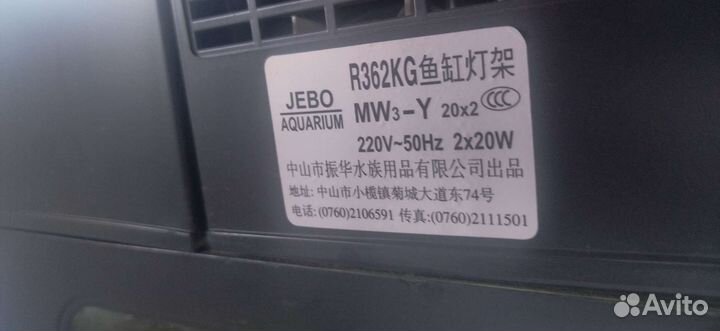 R362KG鱼缸灯架
JEBO
AQUARIUM
MW3-Y 20x2 CCC
220V~50Hz 2x20W
中山市振华水族用品有限公司出品
地址: 中山市小榄镇菊城大道东74号
电话:(0760)2106591 传真:(0760)2111501
Avito